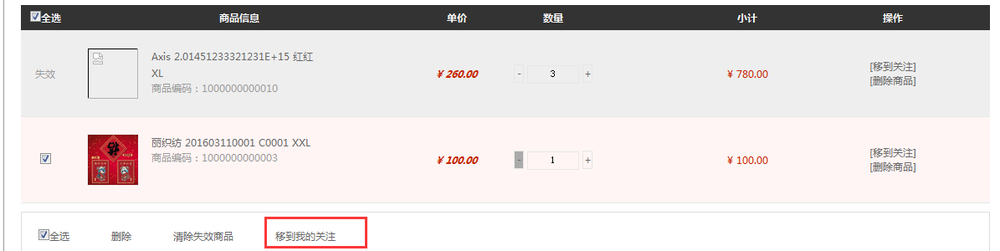 全选 商品信息 单价 数量 小计 操作
Axis 2.01451233321231E+15 红红
XL
商品编码：1000000000010
失效 ¥ 260.00 - 3 + ¥ 780.00
[移到关注]
[删除商品]
丽织纺 201603110001 C0001 XXL
商品编码：1000000000003
¥ 100.00 - 1 + ¥ 100.00
[移到关注]
[删除商品]
全选 删除 清除失效商品 移到我的关注